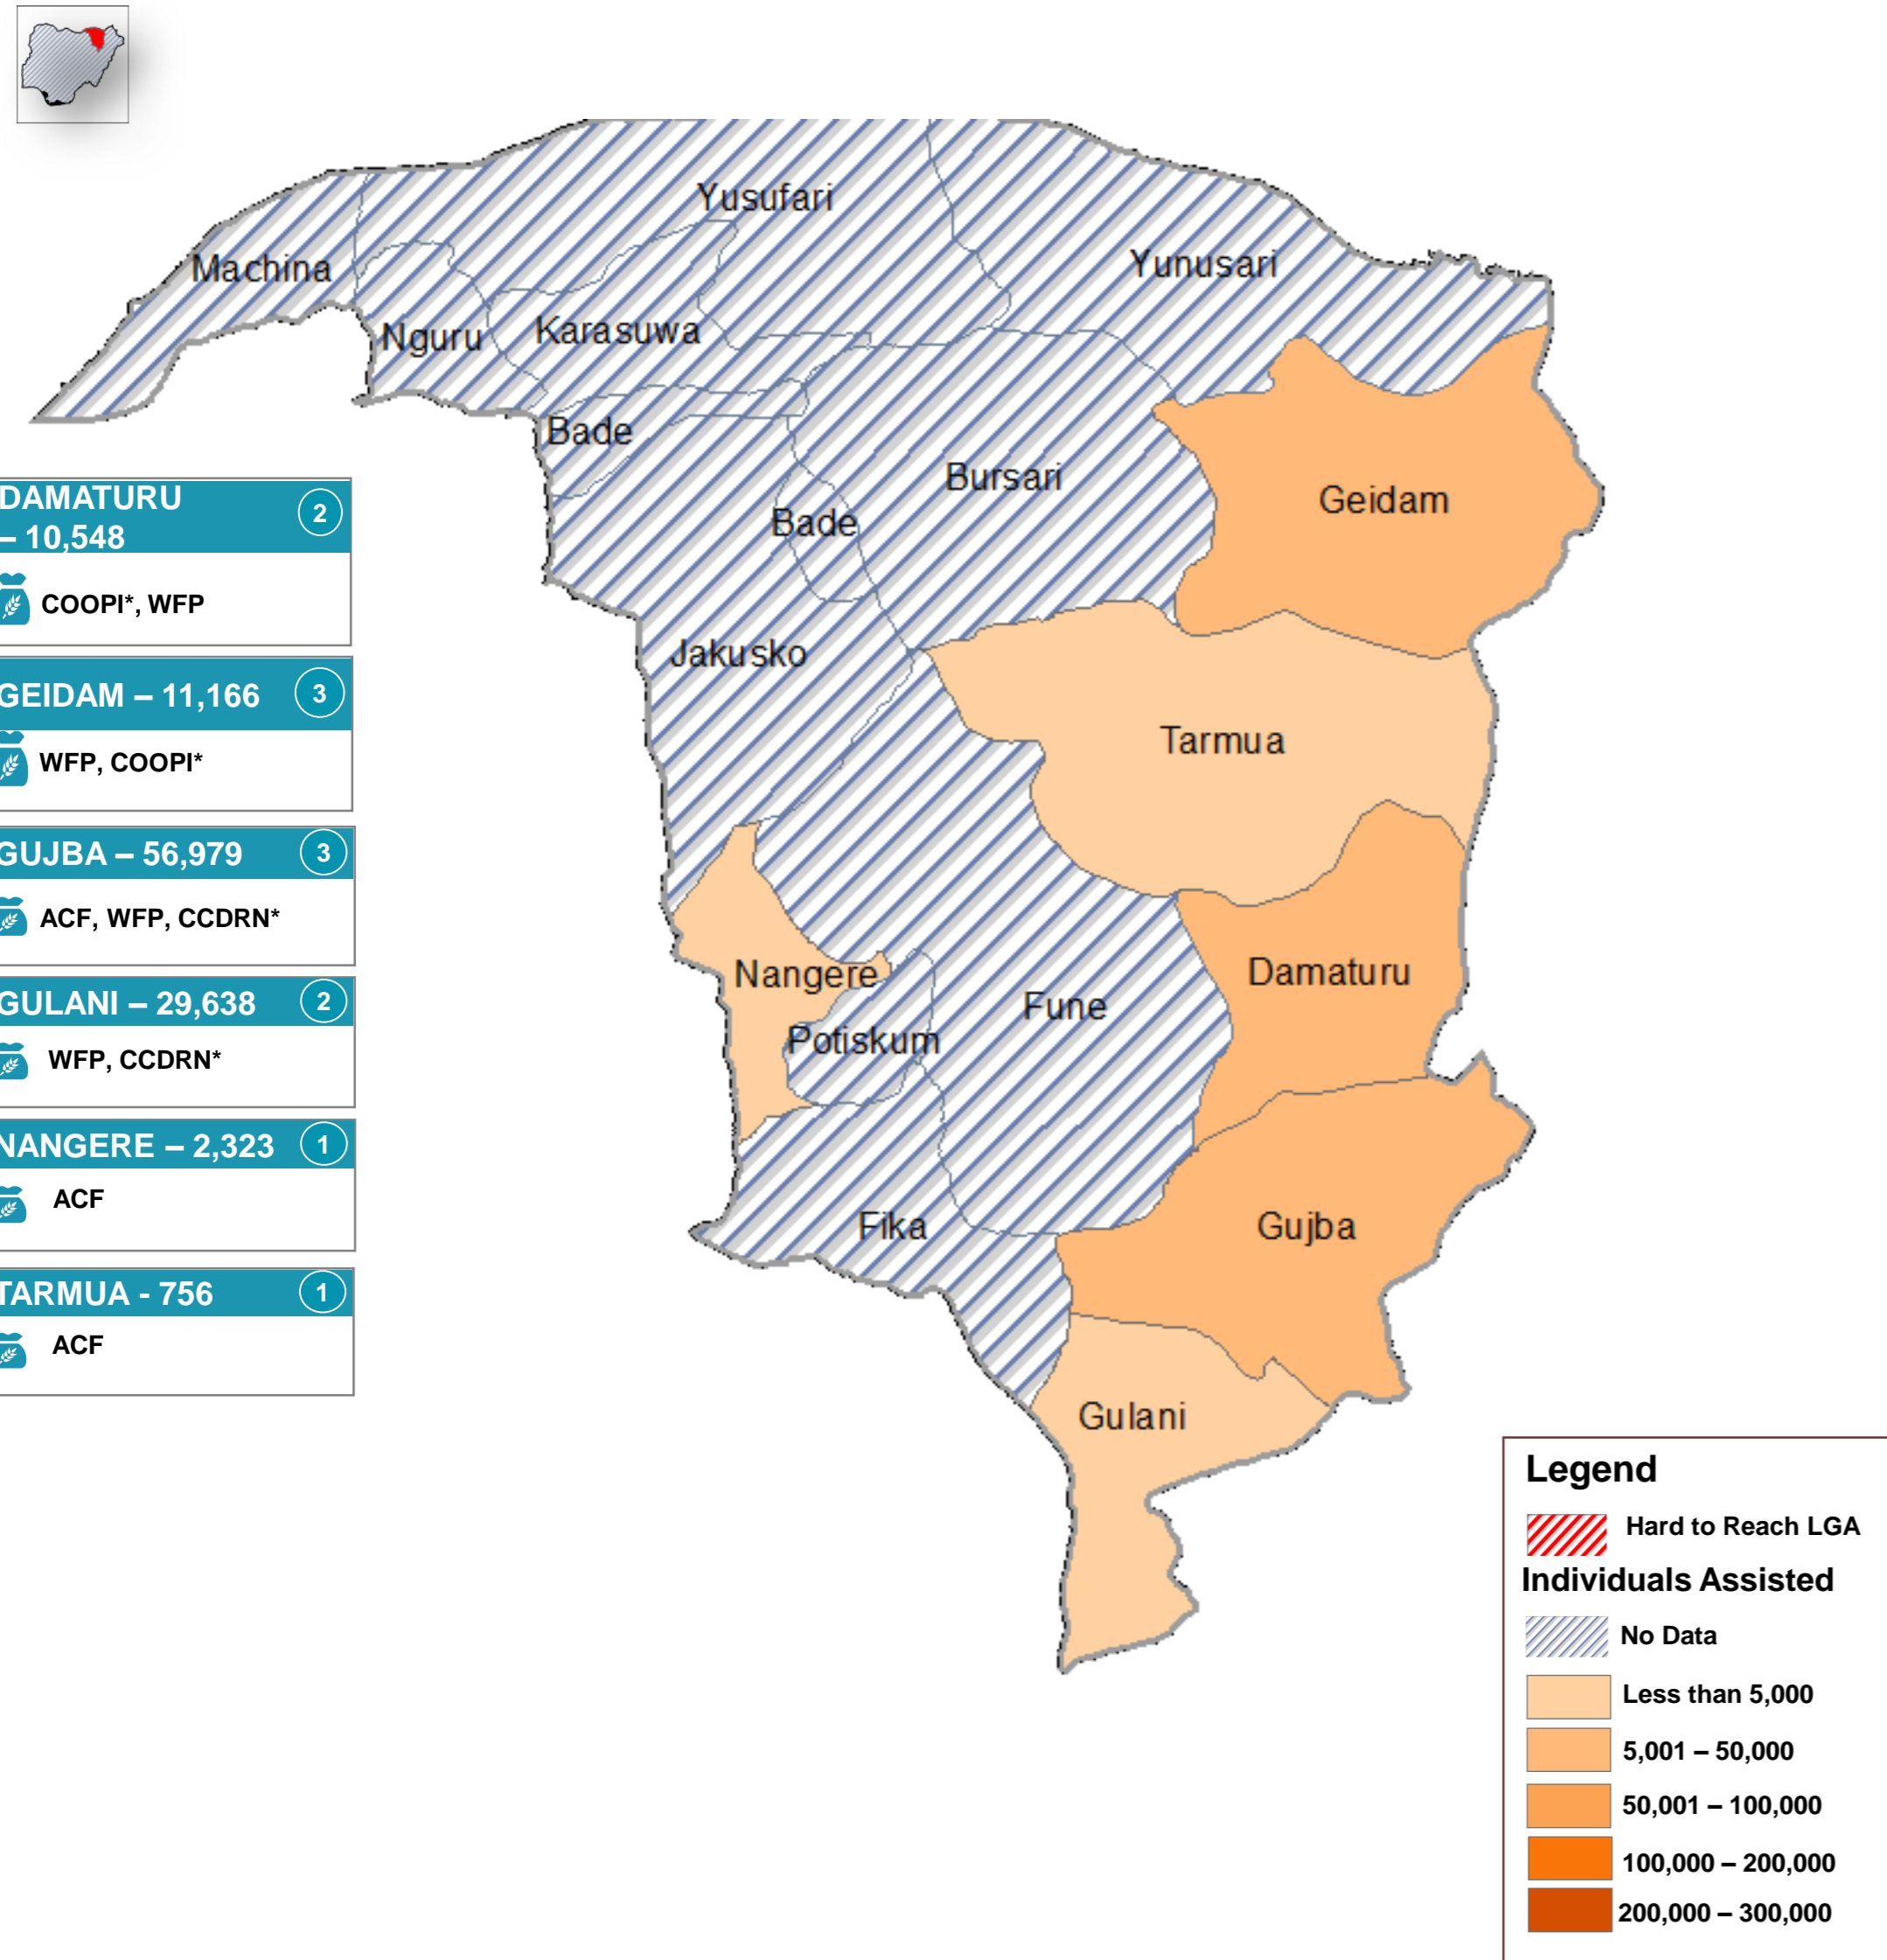 Yusufari
Machina
Yunusari
Nguru
Karasuwa
Bade
Bursari
Geidam
Bade
Jakusko
Tarmua
Nangere
Damaturu
Fune
Potiskum
Fika
Gujba
Gulani
DAMATURU
– 10,548
2
COOPI*, WFP
GEIDAM – 11,166
3
WFP, COOPI*
GUJBA – 56,979
3
ACF, WFP, CCDRN*
GULANI – 29,638
2
WFP, CCDRN*
NANGERE – 2,323
1
ACF
TARMUA - 756
1
ACF
Legend
Hard to Reach LGA
Individuals Assisted
No Data
Less than 5,000
5,001 – 50,000
50,001 – 100,000
100,000 – 200,000
200,000 – 300,000